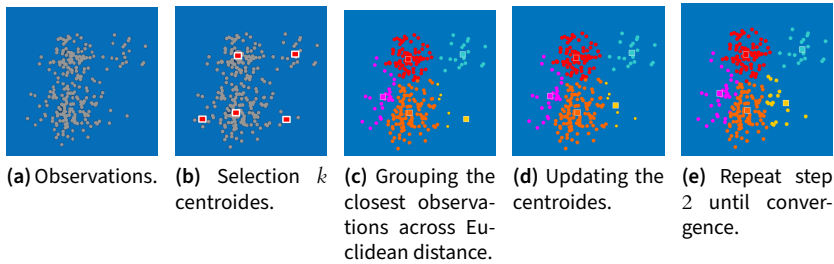 (a) Observations.
(b) Selection k
centroides.
(c) Grouping the
closest observa-
tions across Eu-
clidean distance.
(d) Updating the
centroides.
(e) Repeat step
2 until conver-
gence.